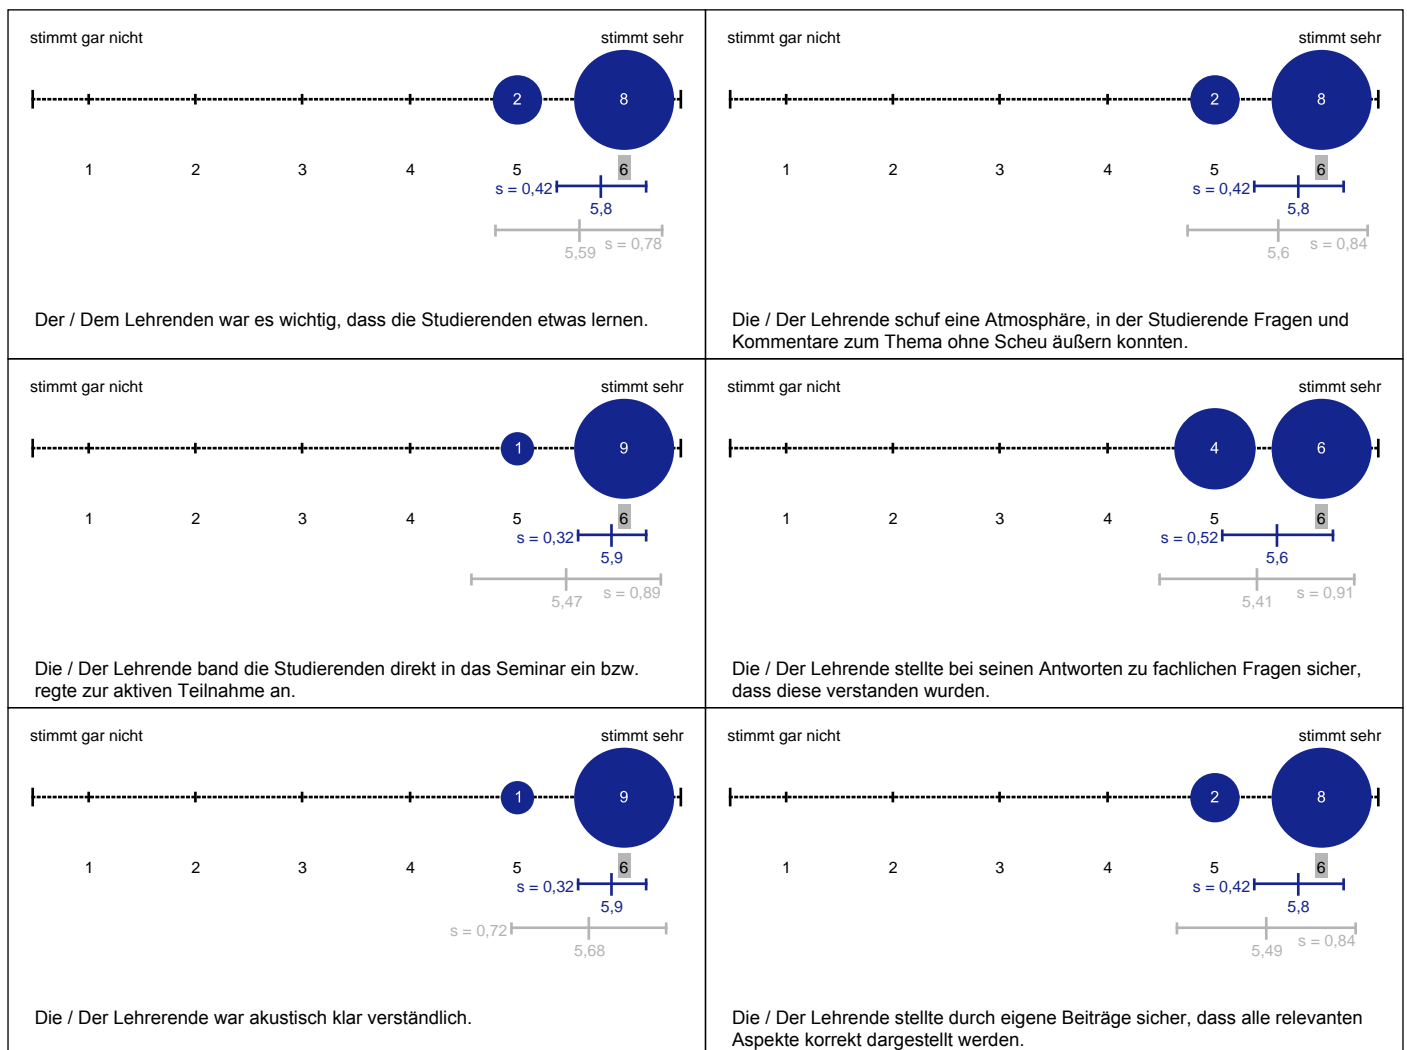 stimmt gar nicht
stimmt sehr
2
8
1 2 3 4 5 6
s = 0,42
5,8
s = 0,78
5,59
Der / Dem Lehrenden war es wichtig, dass die Studierenden etwas lernen.
stimmt gar nicht
stimmt sehr
2
8
1 2 3 4 5 6
s = 0,42
5,8
s = 0,84
5,6
Die / Der Lehrende schuf eine Atmosphäre, in der Studierende Fragen und
Kommentare zum Thema ohne Scheu äußern konnten.
stimmt gar nicht
stimmt sehr
1
9
1 2 3 4 5 6
s = 0,32
5,9
s = 0,89
5,47
Die / Der Lehrende band die Studierenden direkt in das Seminar ein bzw.
regte zur aktiven Teilnahme an.
stimmt gar nicht
stimmt sehr
4
6
1 2 3 4 5 6
s = 0,52
5,6
s = 0,91
5,41
Die / Der Lehrende stellte bei seinen Antworten zu fachlichen Fragen sicher,
dass diese verstanden wurden.
stimmt gar nicht
stimmt sehr
1
9
1 2 3 4 5 6
s = 0,32
5,9
s = 0,72
5,68
Die / Der Lehrerende war akustisch klar verständlich.
stimmt gar nicht
stimmt sehr
2
8
1 2 3 4 5 6
s = 0,42
5,8
s = 0,84
5,49
Die / Der Lehrende stellte durch eigene Beiträge sicher, dass alle relevanten
Aspekte korrekt dargestellt werden.